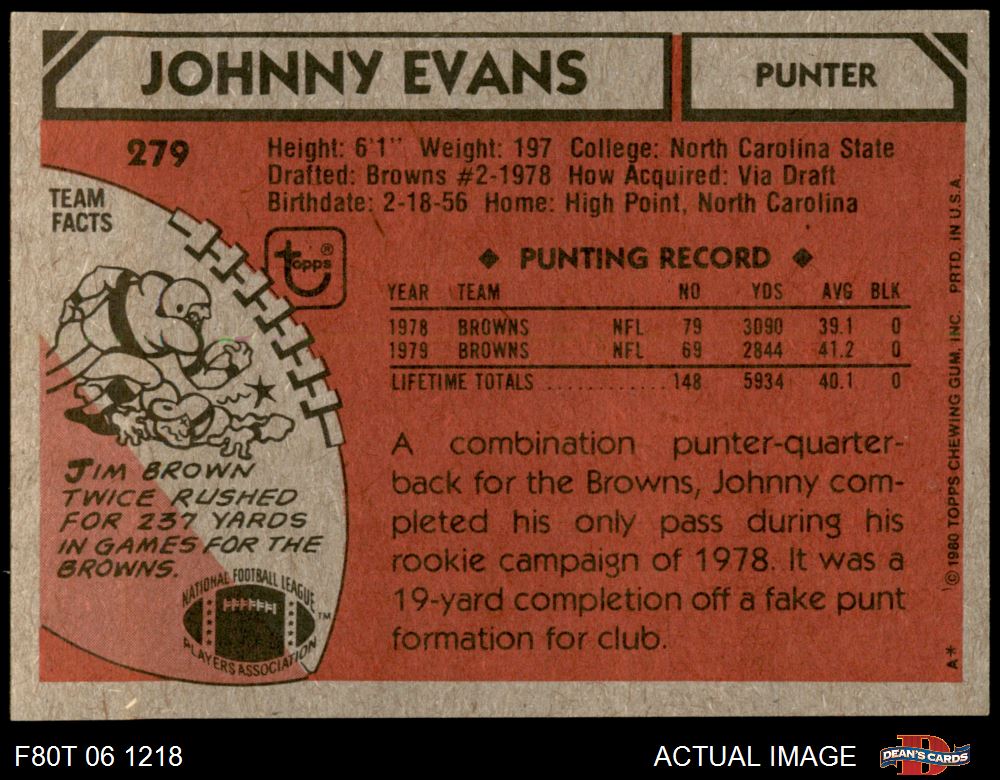 JOHNNY EVANS
PUNTER
279
Height: 6'1" Weight: 197 College: North Carolina State
Drafted: Browns #2-1978 How Acquired: Via Draft
Birthdate: 2-18-56 Home: High Point, North Carolina
TEAM
FACTS
topps®
◆ PUNTING RECORD ◆
YEAR TEAM NO YDS AVG BLK
1978 BROWNS NFL 79 3090 39.1 0
1979 BROWNS NFL 69 2844 41.2 0
LIFETIME TOTALS ............ 148 5934 40.1 0
A combination punter-quarter-
back for the Browns, Johnny com-
pleted his only pass during his
rookie campaign of 1978. It was a
19-yard completion off a fake punt
formation for club.
JIM BROWN
TWICE RUSHED
FOR 237 YARDS
IN GAMES FOR THE
BROWNS.
NATIONAL FOOTBALL LEAGUE
PLAYERS ASSOCIATION
TM
A* © 1980 TOPPS CHEWING GUM, INC. PRTD. IN U.S.A.
F80T 06 1218
ACTUAL IMAGE
D
DEAN'S CARDS